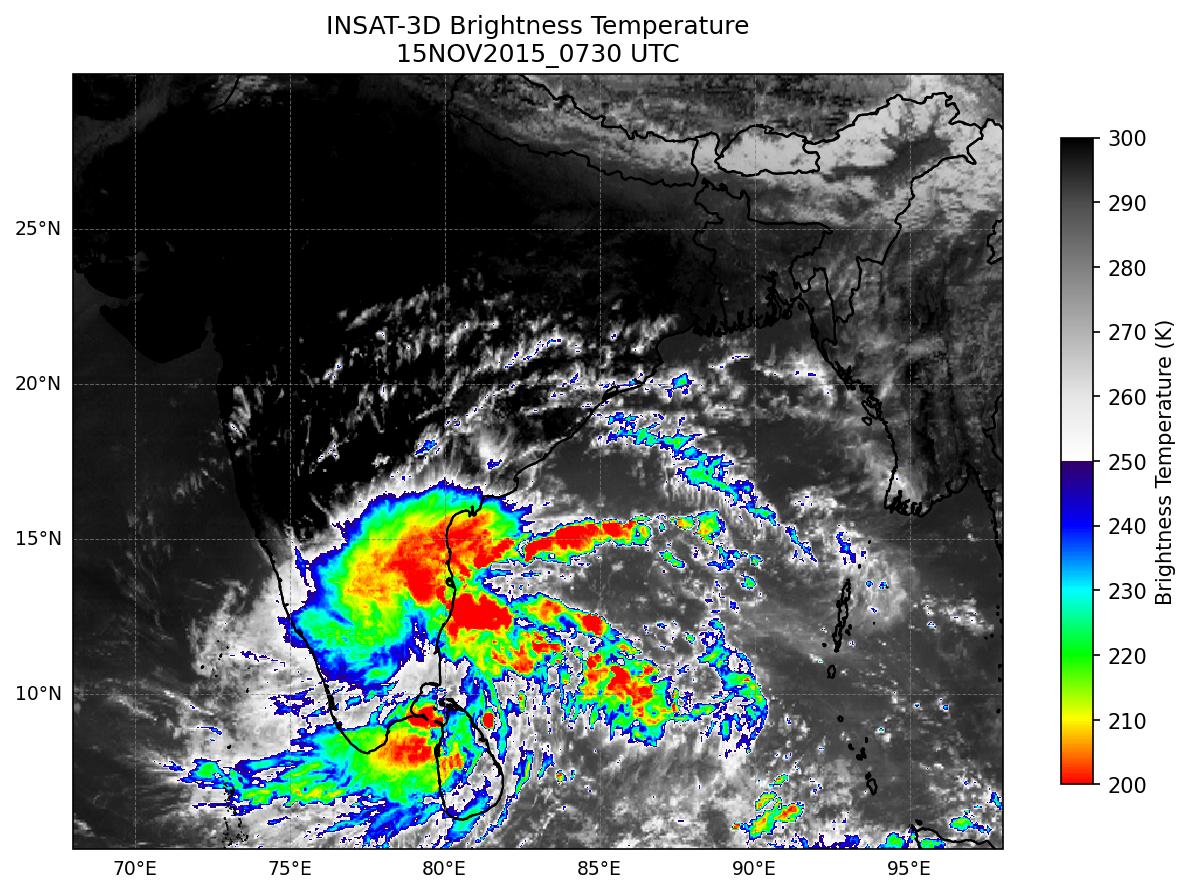 INSAT-3D Brightness Temperature
15NOV2015_0730 UTC
25°N
20°N
15°N
10°N
70°E
75°E
80°E
85°E
90°E
95°E
300
290
280
270
260
250
240
230
220
210
200
Brightness Temperature (K)